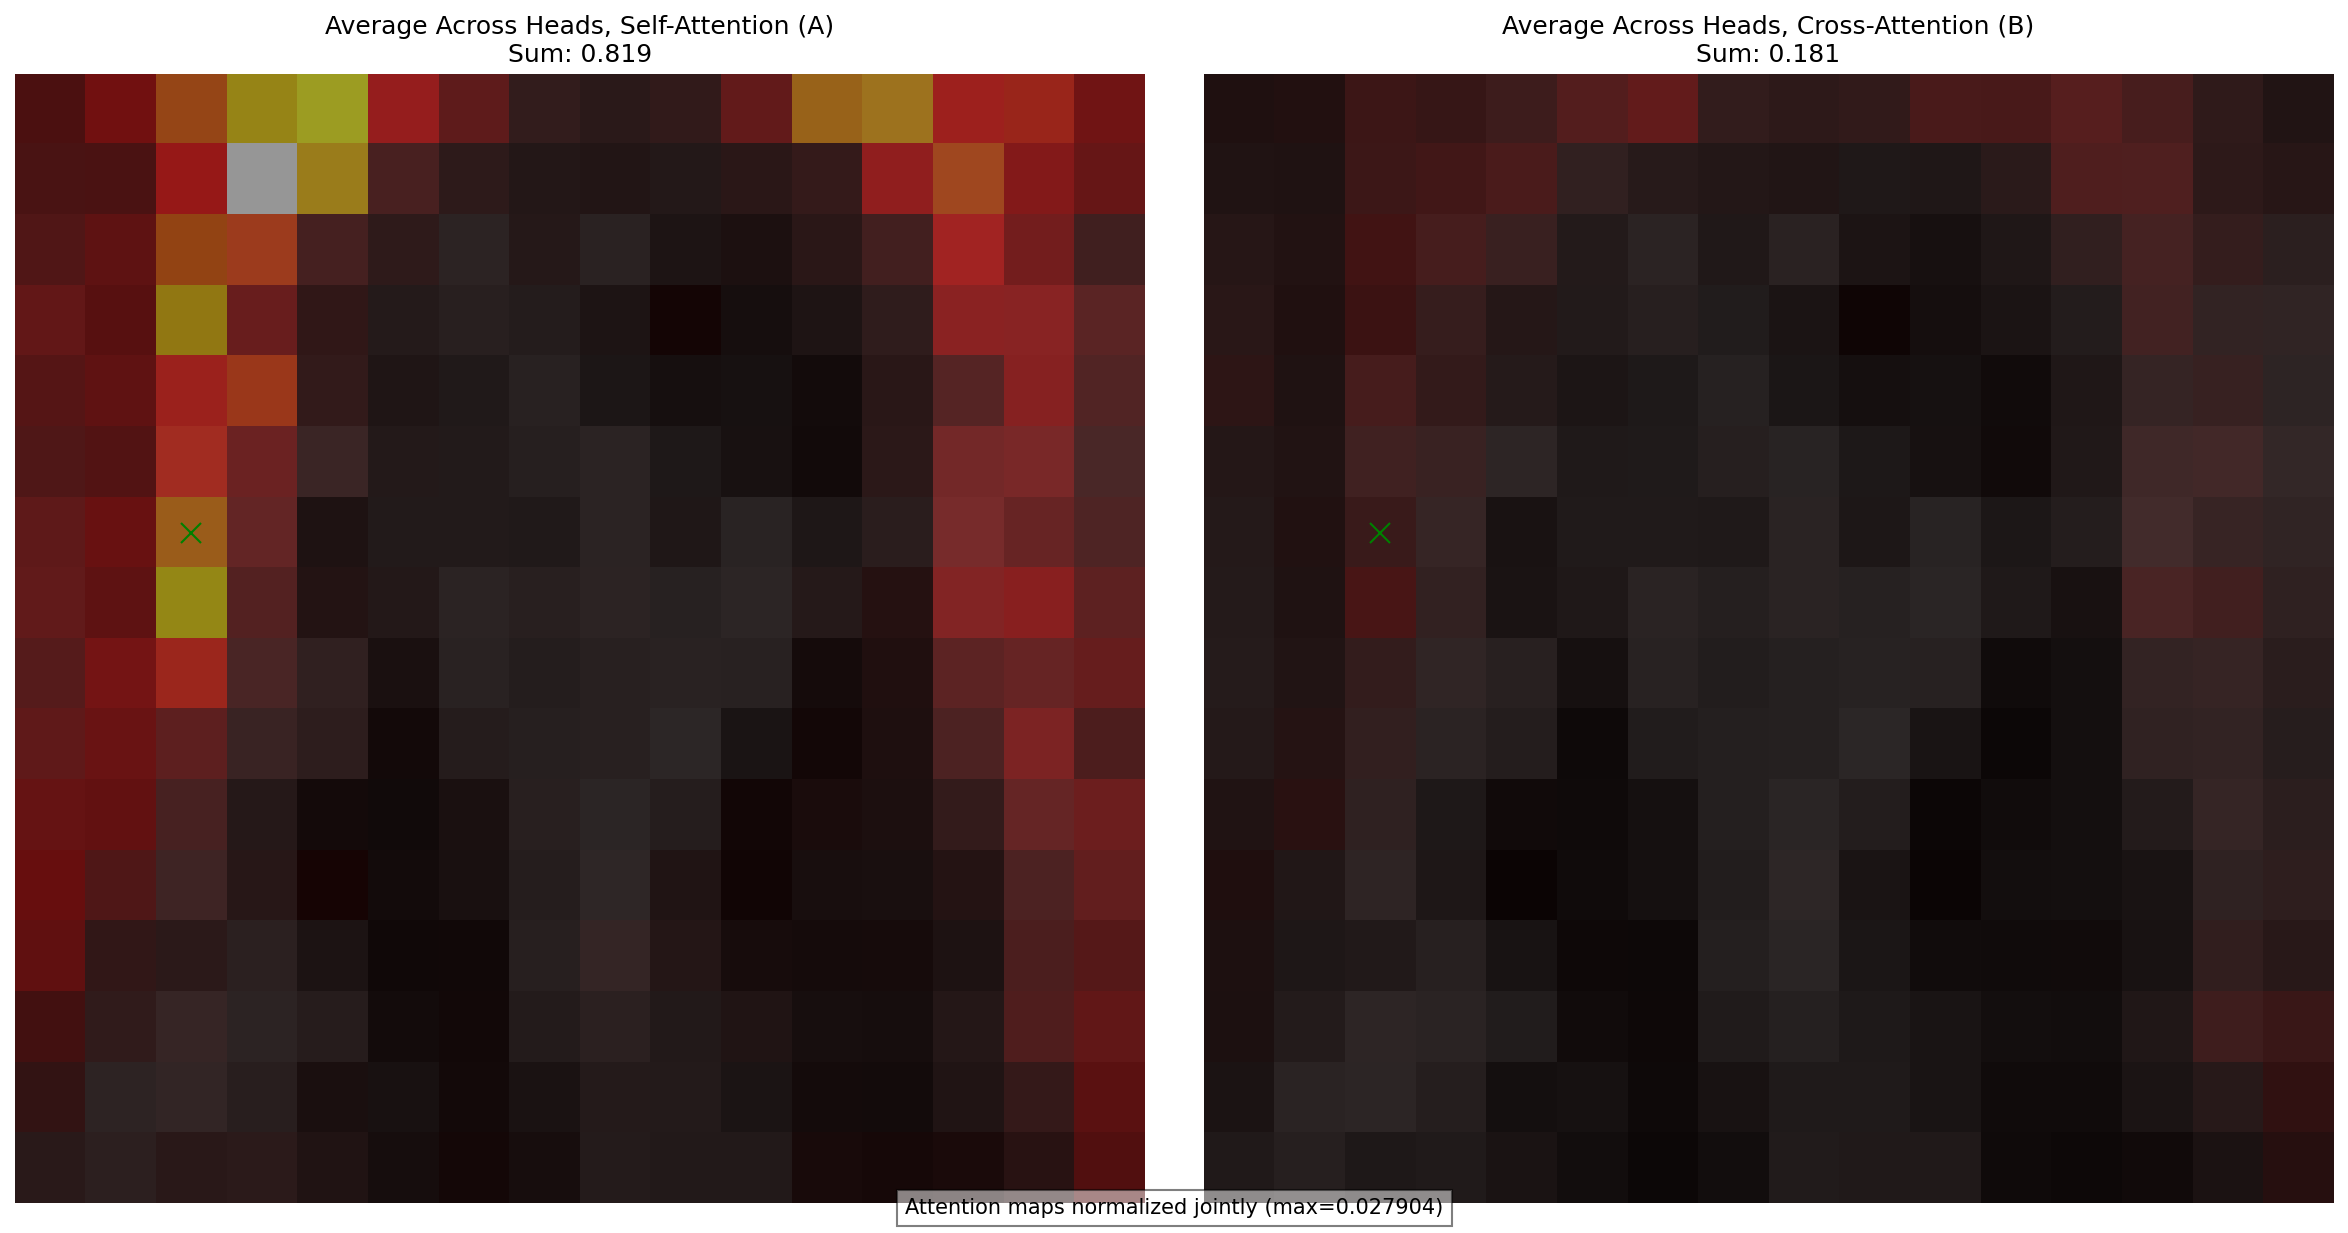 Average Across Heads, Self-Attention (A)
Sum: 0.819
Average Across Heads, Cross-Attention (B)
Sum: 0.181
Attention maps normalized jointly (max=0.027904)